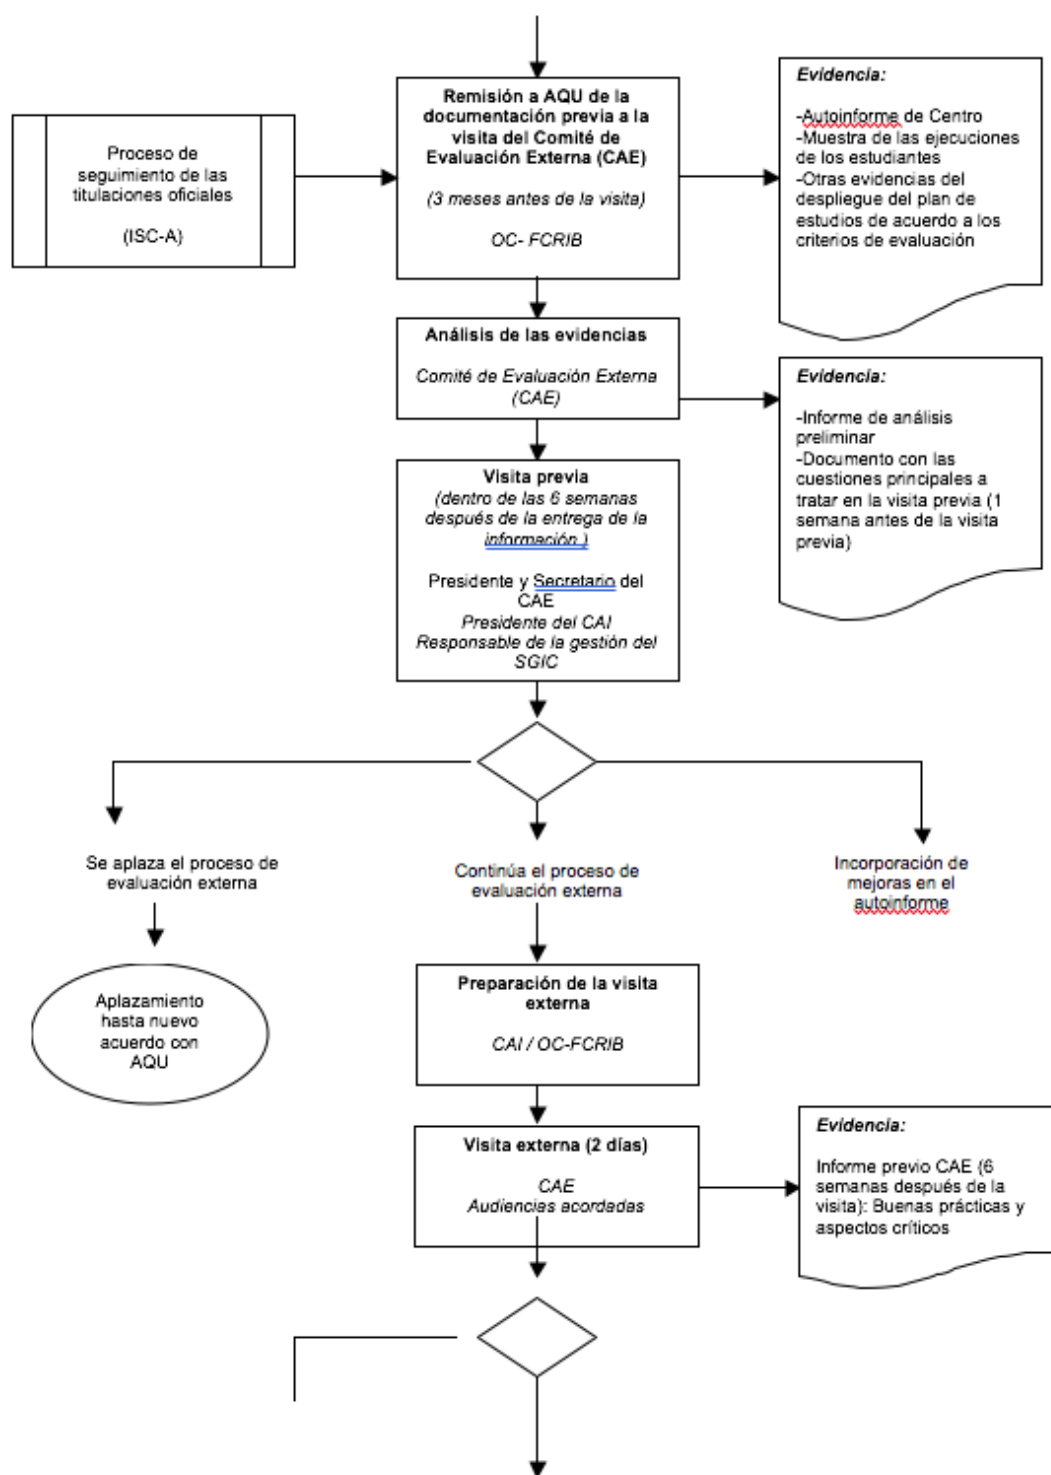 Proceso de
seguimiento de las
titulaciones oficiales
(ISC-A)
Remisión a AQU de la
documentación previa a la
visita del Comité de
Evaluación Externa (CAE)
(3 meses antes de la visita)
OC- FCRIB
Evidencia:
-Autoinforme de Centro
-Muestra de las ejecuciones
de los estudiantes
-Otras evidencias del
despliegue del plan de
estudios de acuerdo a los
criterios de evaluación
Análisis de las evidencias
Comité de Evaluación Externa
(CAE)
Evidencia:
-Informe de análisis
preliminar
-Documento con las
cuestiones principales a
tratar en la visita previa (1
semana antes de la visita
previa)
Visita previa
(dentro de las 6 semanas
después de la entrega de la
información )
Presidente y Secretario del
CAE
Presidente del CAI
Responsable de la gestión del
SGIC
Se aplaza el proceso de
evaluación externa
Continúa el proceso de
evaluación externa
Incorporación de
mejoras en el
autoinforme
Aplazamiento
hasta nuevo
acuerdo con
AQU
Preparación de la visita
externa
CAI / OC-FCRIB
Visita externa (2 días)
CAE
Audiencias acordadas
Evidencia:
Informe previo CAE (6
semanas después de la
visita): Buenas prácticas y
aspectos críticos